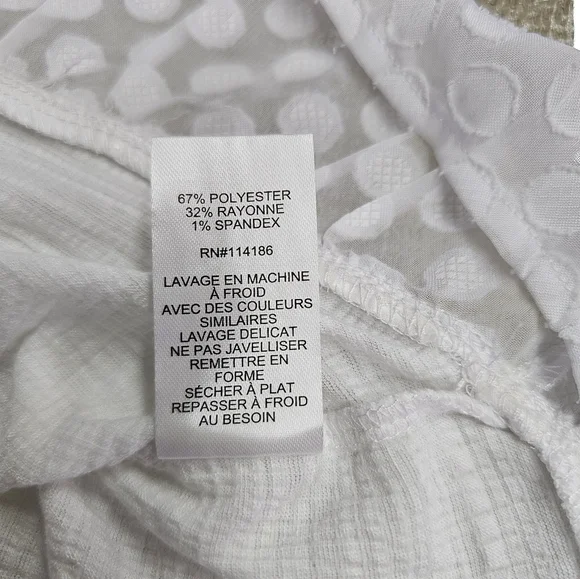 67% POLYESTER
32% RAYONNE
1% SPANDEX
RN#114186
LAVAGE EN MACHINE
À FROID
AVEC DES COULEURS
SIMILAIRES
LAVAGE DELICAT
NE PAS JAVELLISER
REMETTRE EN
FORME
SÉCHER À PLAT
REPASSER À FROID
AU BESOIN